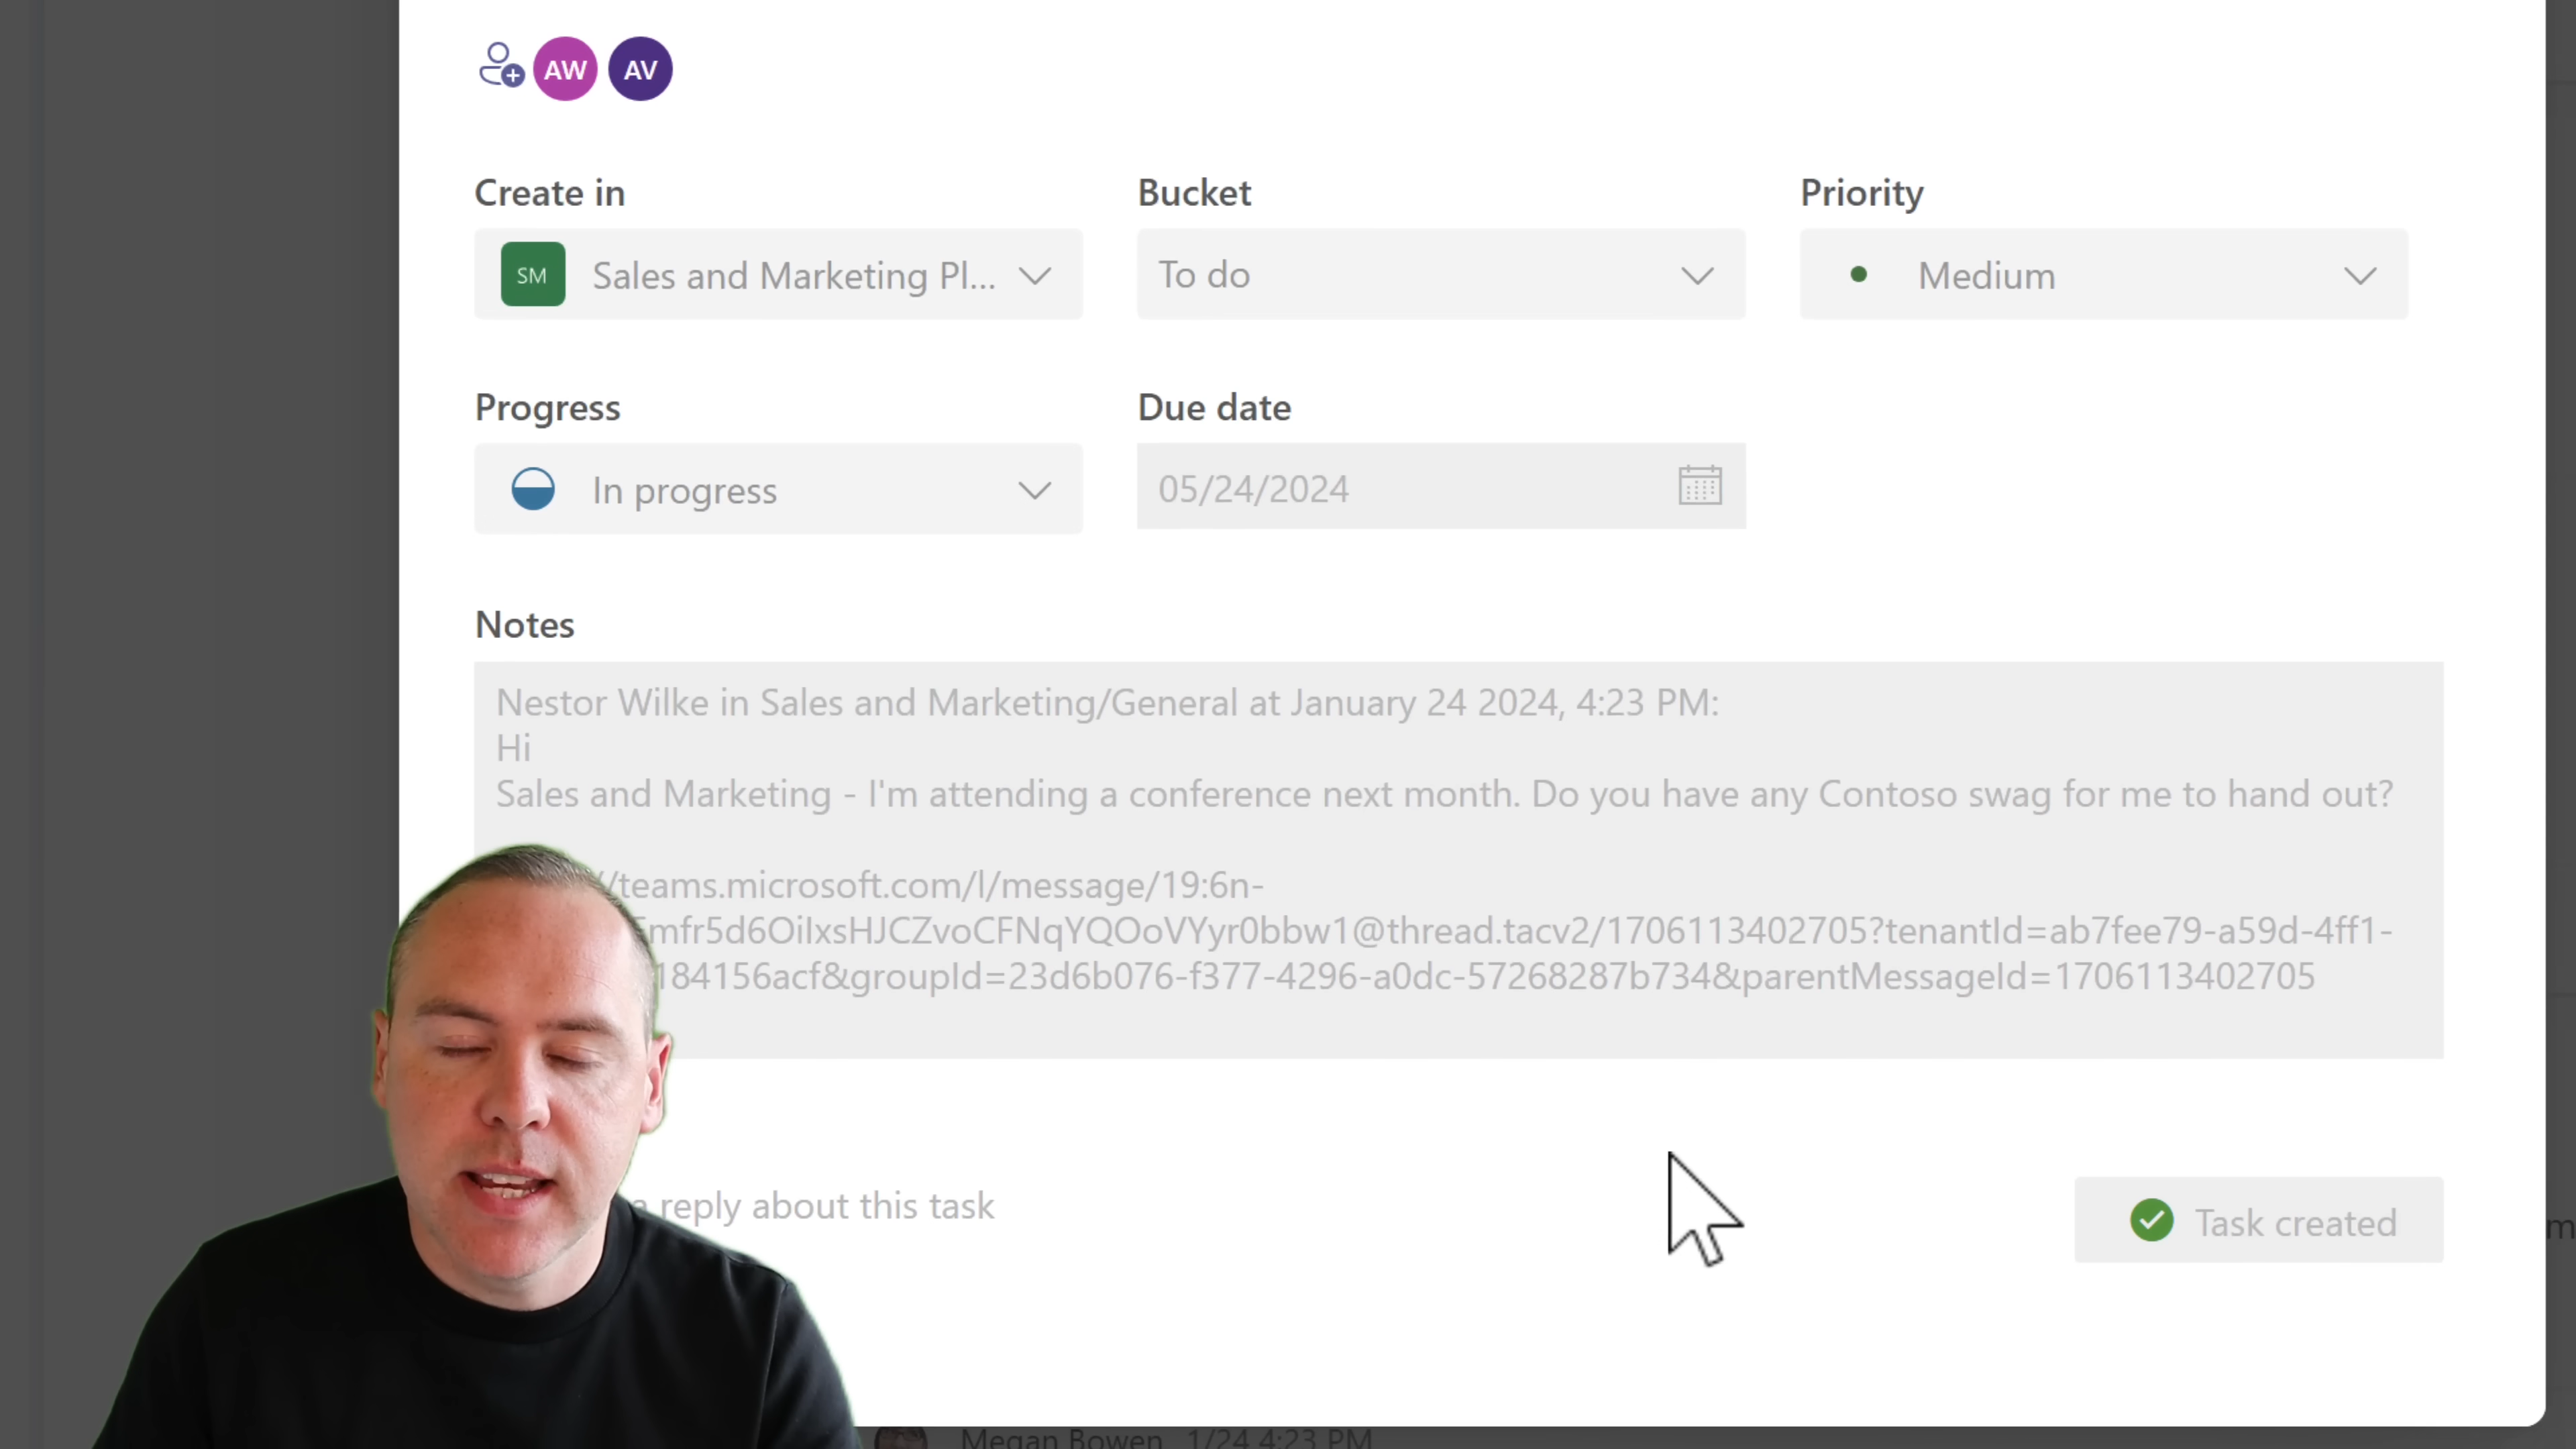 AW AV
Create in Bucket Priority
SM Sales and Marketing Pl... To do Medium
Progress Due date
In progress 05/24/2024
Notes
Nestor Wilke in Sales and Marketing/General at January 24 2024, 4:23 PM:
Hi
Sales and Marketing - I'm attending a conference next month. Do you have any Contoso swag for me to hand out?
/teams.microsoft.com/l/message/19:6n-
mfr5d6OiIxsHJCZvoCFNqYQOoVYyr0bbw1@thread.tacv2/1706113402705?tenantId=ab7fee79-a59d-4ff1-
184156acf&groupId=23d6b076-f377-4296-a0dc-57268287b734&parentMessageId=1706113402705
a reply about this task
Task created
Megan Bowen 1/24 4:23 PM